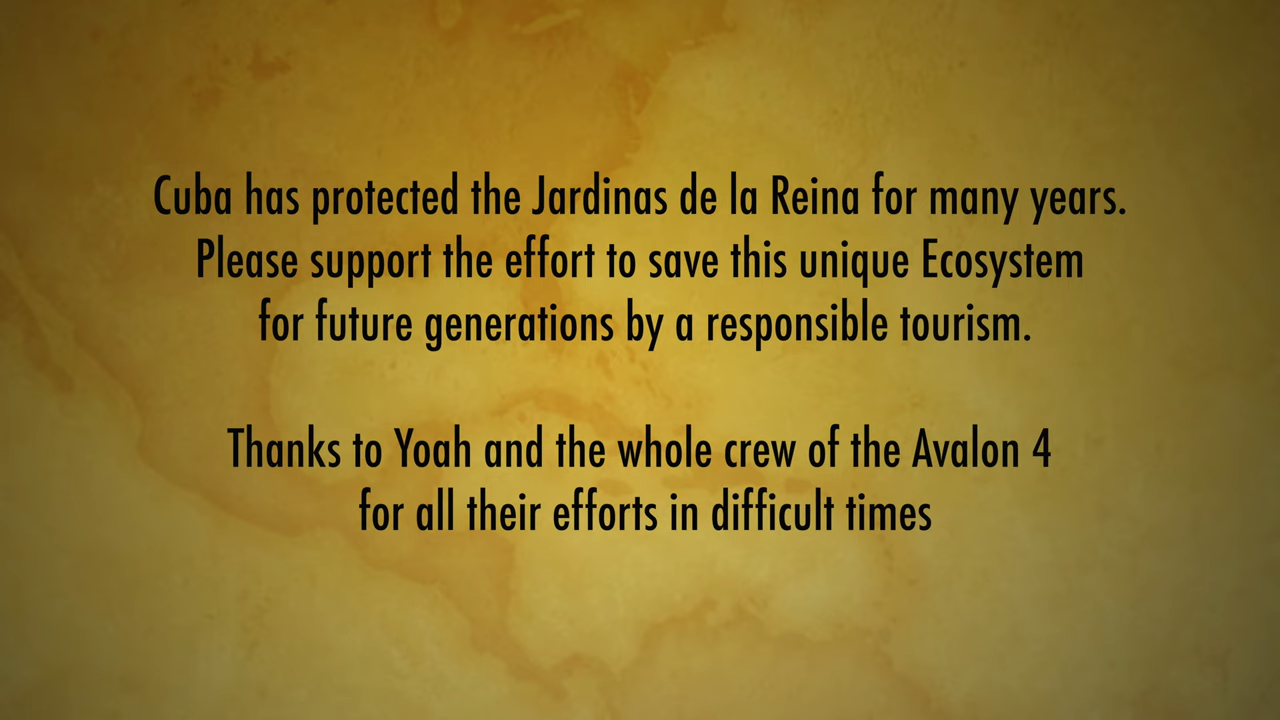 Cuba has protected the Jardinas de la Reina for many years.
Please support the effort to save this unique Ecosystem
for future generations by a responsible tourism.
Thanks to Yoah and the whole crew of the Avalon 4
for all their efforts in difficult times